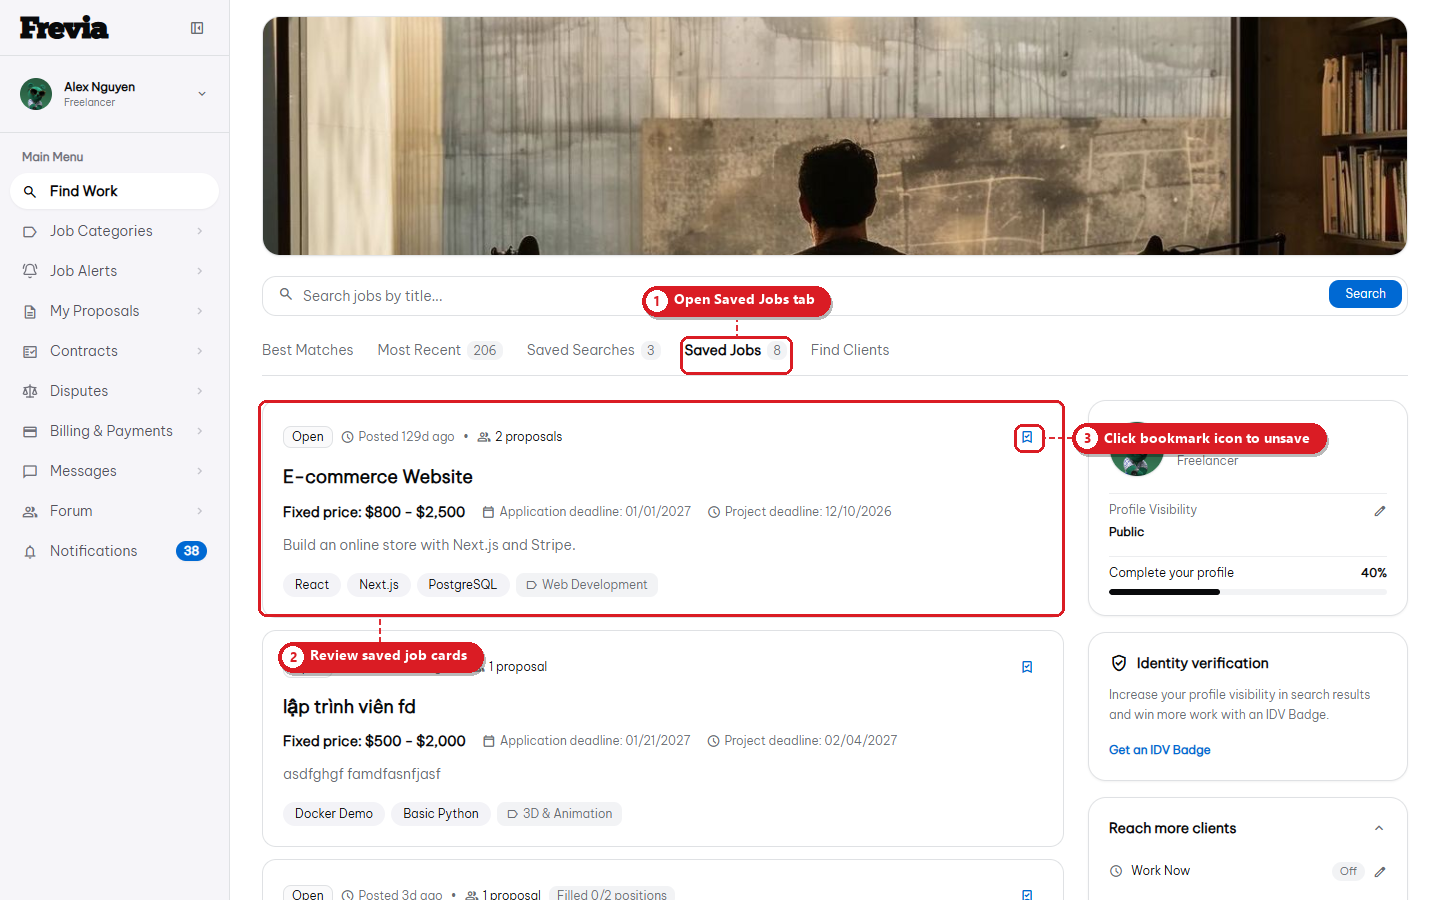 Frevia
Alex Nguyen
Freelancer
Main Menu
Find Work
Job Categories
Job Alerts
My Proposals
Contracts
Disputes
Billing & Payments
Messages
Forum
Notifications 38
Search jobs by title...
Search
1 Open Saved Jobs tab
Best Matches Most Recent 206 Saved Searches 3 Saved Jobs 8 Find Clients
Open Posted 129d ago • 2 proposals
3 Click bookmark icon to unsave
E-commerce Website
Fixed price: $800 - $2,500 Application deadline: 01/01/2027 Project deadline: 12/10/2026
Build an online store with Next.js and Stripe.
React Next.js PostgreSQL Web Development
2 Review saved job cards
1 proposal
lập trình viên fd
Fixed price: $500 - $2,000 Application deadline: 01/21/2027 Project deadline: 02/04/2027
asdfghgf famdfasnfjasf
Docker Demo Basic Python 3D & Animation
Open Posted 3d ago • 1 proposal Filled 0/2 positions
Freelancer
Profile Visibility
Public
Complete your profile 40%
Identity verification
Increase your profile visibility in search results
and win more work with an IDV Badge.
Get an IDV Badge
Reach more clients
Work Now Off